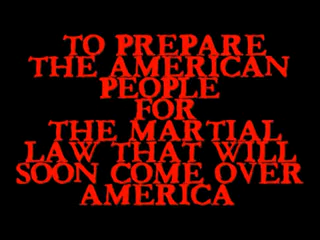 TO PREPARE
THE AMERICAN
PEOPLE
FOR
THE MARTIAL
LAW THAT WILL
SOON COME OVER
AMERICA